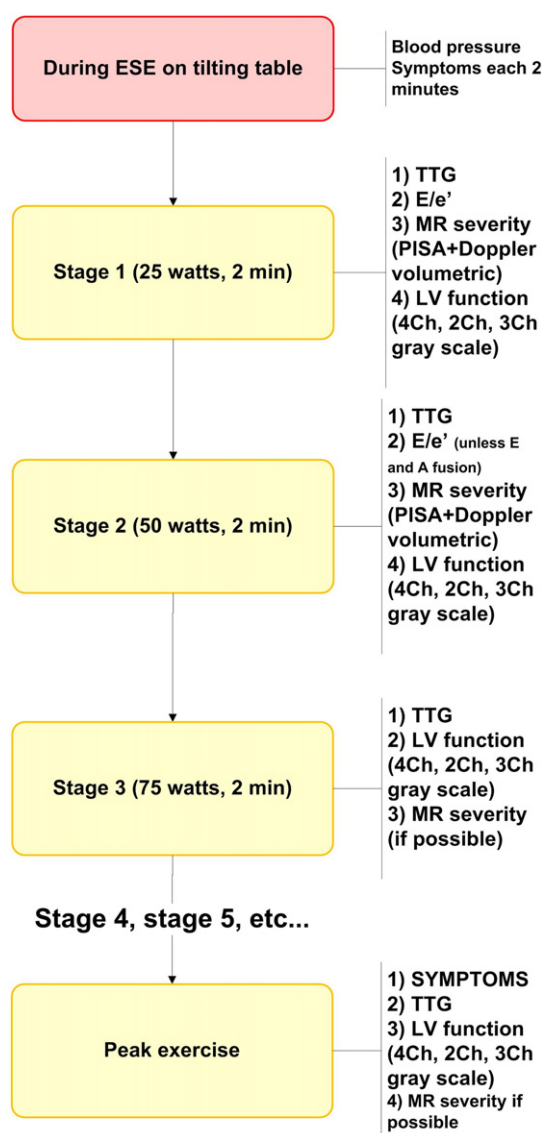 During ESE on tilting table
Blood pressure
Symptoms each 2
minutes
Stage 1 (25 watts, 2 min)
1) TTG
2) E/e’
3) MR severity
(PISA+Doppler
volumetric)
4) LV function
(4Ch, 2Ch, 3Ch
gray scale)
Stage 2 (50 watts, 2 min)
1) TTG
2) E/e’ (unless E
and A fusion)
3) MR severity
(PISA+Doppler
volumetric)
4) LV function
(4Ch, 2Ch, 3Ch
gray scale)
Stage 3 (75 watts, 2 min)
1) TTG
2) LV function
(4Ch, 2Ch, 3Ch
gray scale)
3) MR severity
(if possible)
Stage 4, stage 5, etc...
Peak exercise
1) SYMPTOMS
2) TTG
3) LV function
(4Ch, 2Ch, 3Ch
gray scale)
4) MR severity if
possible